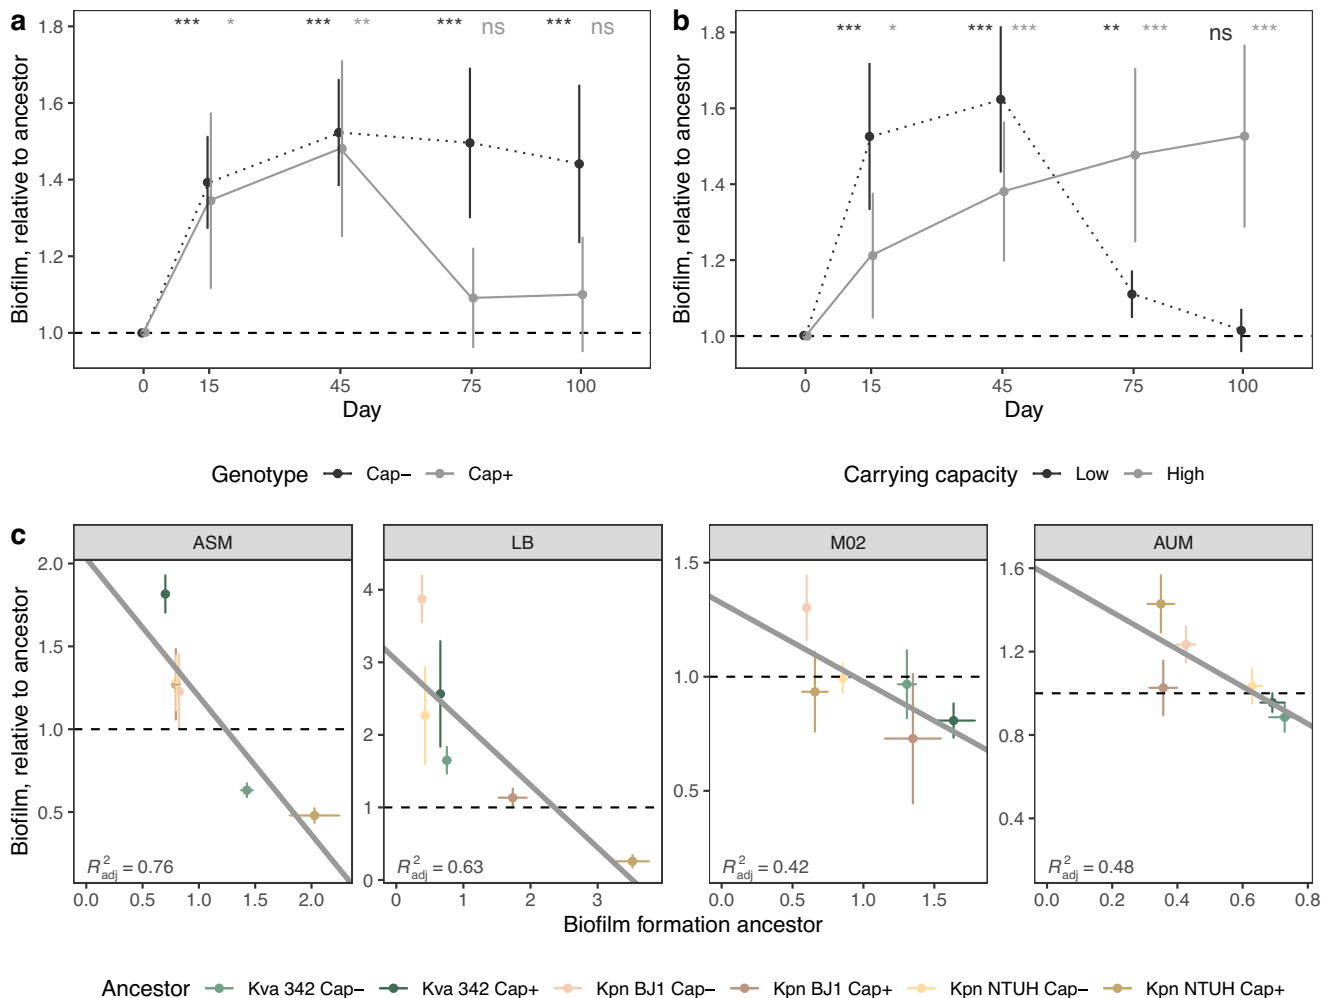 a
*** * *** ** *** ns *** ns
1.8
1.6
1.4
1.2
1.0
Biofilm, relative to ancestor
0 15 45 75 100
Day
Genotype Cap− Cap+
b
*** * *** *** ** *** ns ***
1.8
1.6
1.4
1.2
1.0
Biofilm, relative to ancestor
0 15 45 75 100
Day
Carrying capacity Low High
c
Biofilm, relative to ancestor
ASM
2.0
1.5
1.0
0.5
R²adj = 0.76
0.0 0.5 1.0 1.5 2.0
LB
4
3
2
1
0
R²adj = 0.63
0 1 2 3
M02
1.5
1.0
0.5
R²adj = 0.42
0.0 0.5 1.0 1.5
AUM
1.6
1.2
0.8
0.4
R²adj = 0.48
0.0 0.2 0.4 0.6 0.8
Biofilm formation ancestor
Ancestor Kva 342 Cap− Kva 342 Cap+ Kpn BJ1 Cap− Kpn BJ1 Cap+ Kpn NTUH Cap− Kpn NTUH Cap+